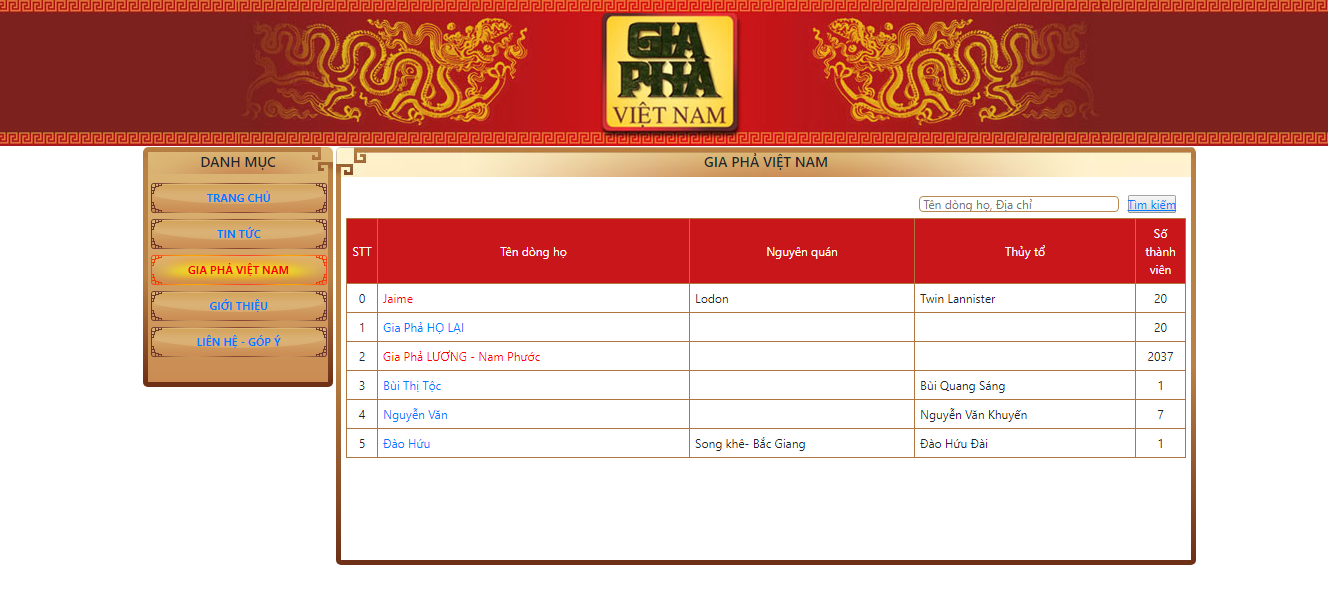 GIA
PHẢ
VIỆT NAM
DANH MỤC
TRANG CHỦ
TIN TỨC
GIA PHẢ VIỆT NAM
GIỚI THIỆU
LIÊN HỆ - GÓP Ý
GIA PHẢ VIỆT NAM
Tên dòng họ, Địa chỉ Tìm kiếm
STT Tên dòng họ Nguyên quán Thủy tổ Số thành viên
0 Jaime Lodon Twin Lannister 20
1 Gia Phả HỌ LẠI 20
2 Gia Phả LƯƠNG - Nam Phước 2037
3 Bùi Thị Tộc Bùi Quang Sáng 1
4 Nguyễn Văn Nguyễn Văn Khuyến 7
5 Đào Hứu Song khê- Bắc Giang Đào Hứu Đài 1